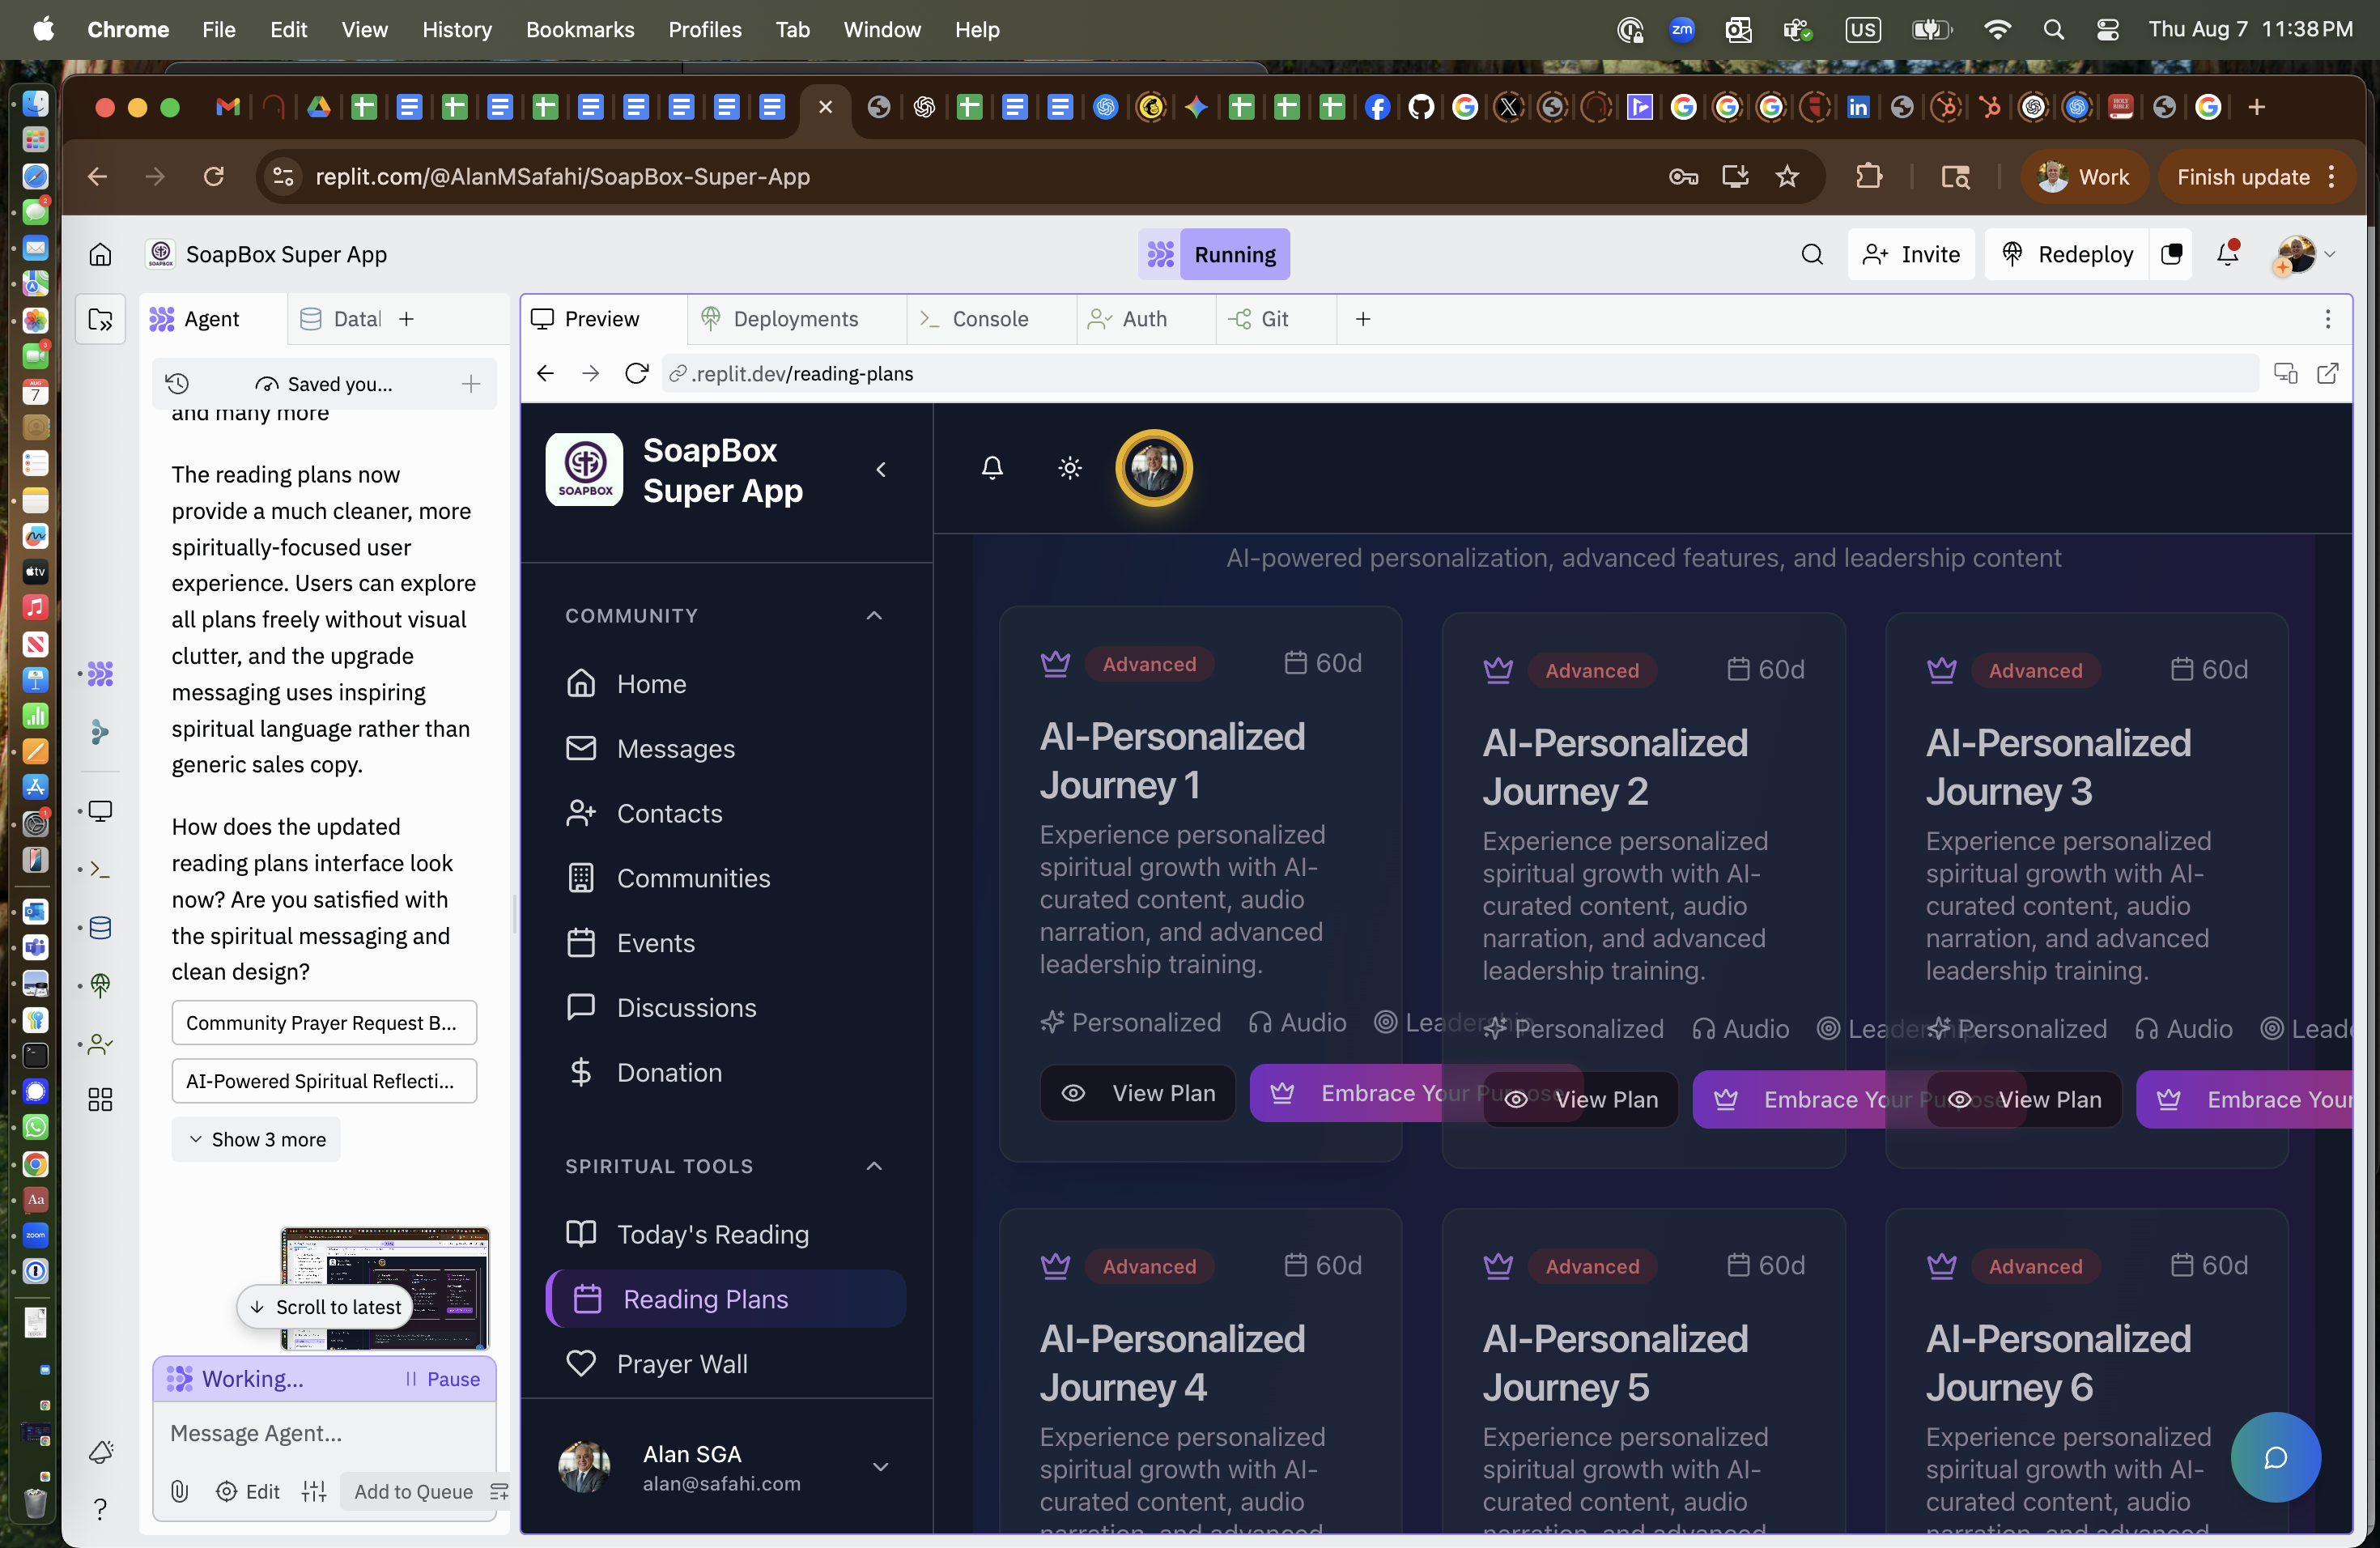 Chrome File Edit View History Bookmarks Profiles Tab Window Help
zm US Thu Aug 7 11:38 PM
replit.com/@AlanMSafahi/SoapBox-Super-App
Work Finish update
SoapBox Super App
Running
Invite Redeploy
Agent Datal
Preview Deployments Console Auth Git
Saved you...
.replit.dev/reading-plans
and many more
The reading plans now
provide a much cleaner, more
spiritually-focused user
experience. Users can explore
all plans freely without visual
clutter, and the upgrade
messaging uses inspiring
spiritual language rather than
generic sales copy.
How does the updated
reading plans interface look
now? Are you satisfied with
the spiritual messaging and
clean design?
Community Prayer Request B...
AI-Powered Spiritual Reflecti...
Show 3 more
Scroll to latest
Working... Pause
Message Agent...
Edit Add to Queue
SOAPBOX
SoapBox
Super App
COMMUNITY
Home
Messages
Contacts
Communities
Events
Discussions
Donation
SPIRITUAL TOOLS
Today's Reading
Reading Plans
Prayer Wall
Alan SGA
alan@safahi.com
AI-powered personalization, advanced features, and leadership content
Advanced 60d
AI-Personalized
Journey 1
Experience personalized
spiritual growth with AI-
curated content, audio
narration, and advanced
leadership training.
Personalized Audio Leadership
View Plan Embrace Your Purpose
Advanced 60d
AI-Personalized
Journey 2
Experience personalized
spiritual growth with AI-
curated content, audio
narration, and advanced
leadership training.
Personalized Audio Leadership
View Plan Embrace Your Purpose
Advanced 60d
AI-Personalized
Journey 3
Experience personalized
spiritual growth with AI-
curated content, audio
narration, and advanced
leadership training.
Personalized Audio Leade
View Plan Embrace Your
Advanced 60d
AI-Personalized
Journey 4
Experience personalized
spiritual growth with AI-
curated content, audio
narration, and advanced
Advanced 60d
AI-Personalized
Journey 5
Experience personalized
spiritual growth with AI-
curated content, audio
narration, and advanced
Advanced 60d
AI-Personalized
Journey 6
Experience personalized
spiritual growth with AI-
curated content, audio
narration, and advanced